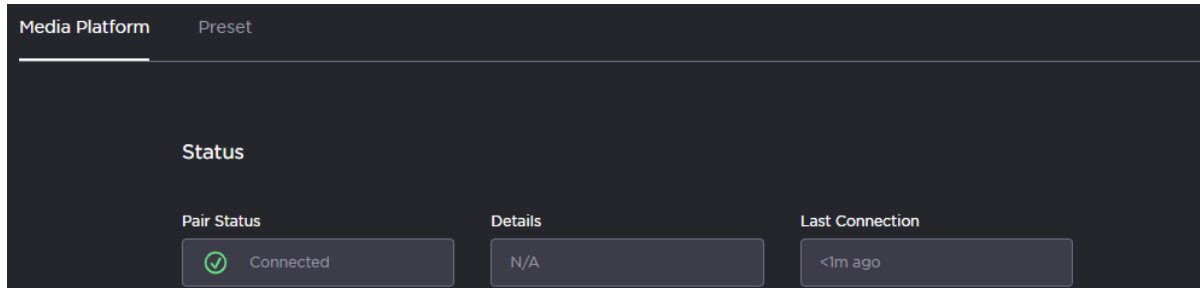 Media Platform Preset
Status
Pair Status Details Last Connection
Connected N/A <1m ago